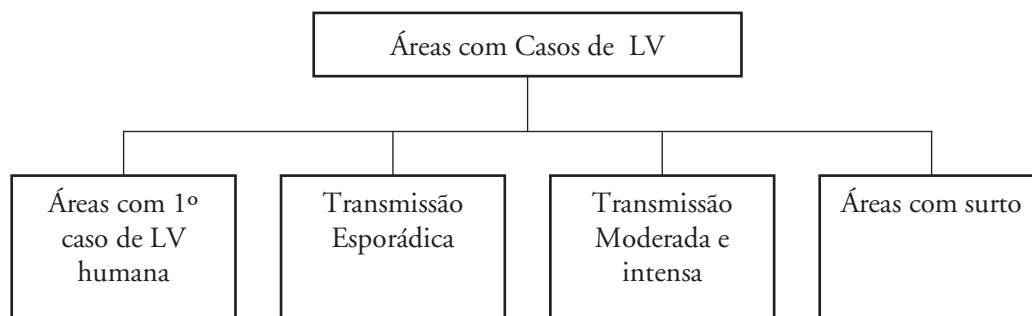 Áreas com Casos de LV
Áreas com 1º
caso de LV
humana
Transmissão
Esporádica
Transmissão
Moderada e
intensa
Áreas com surto